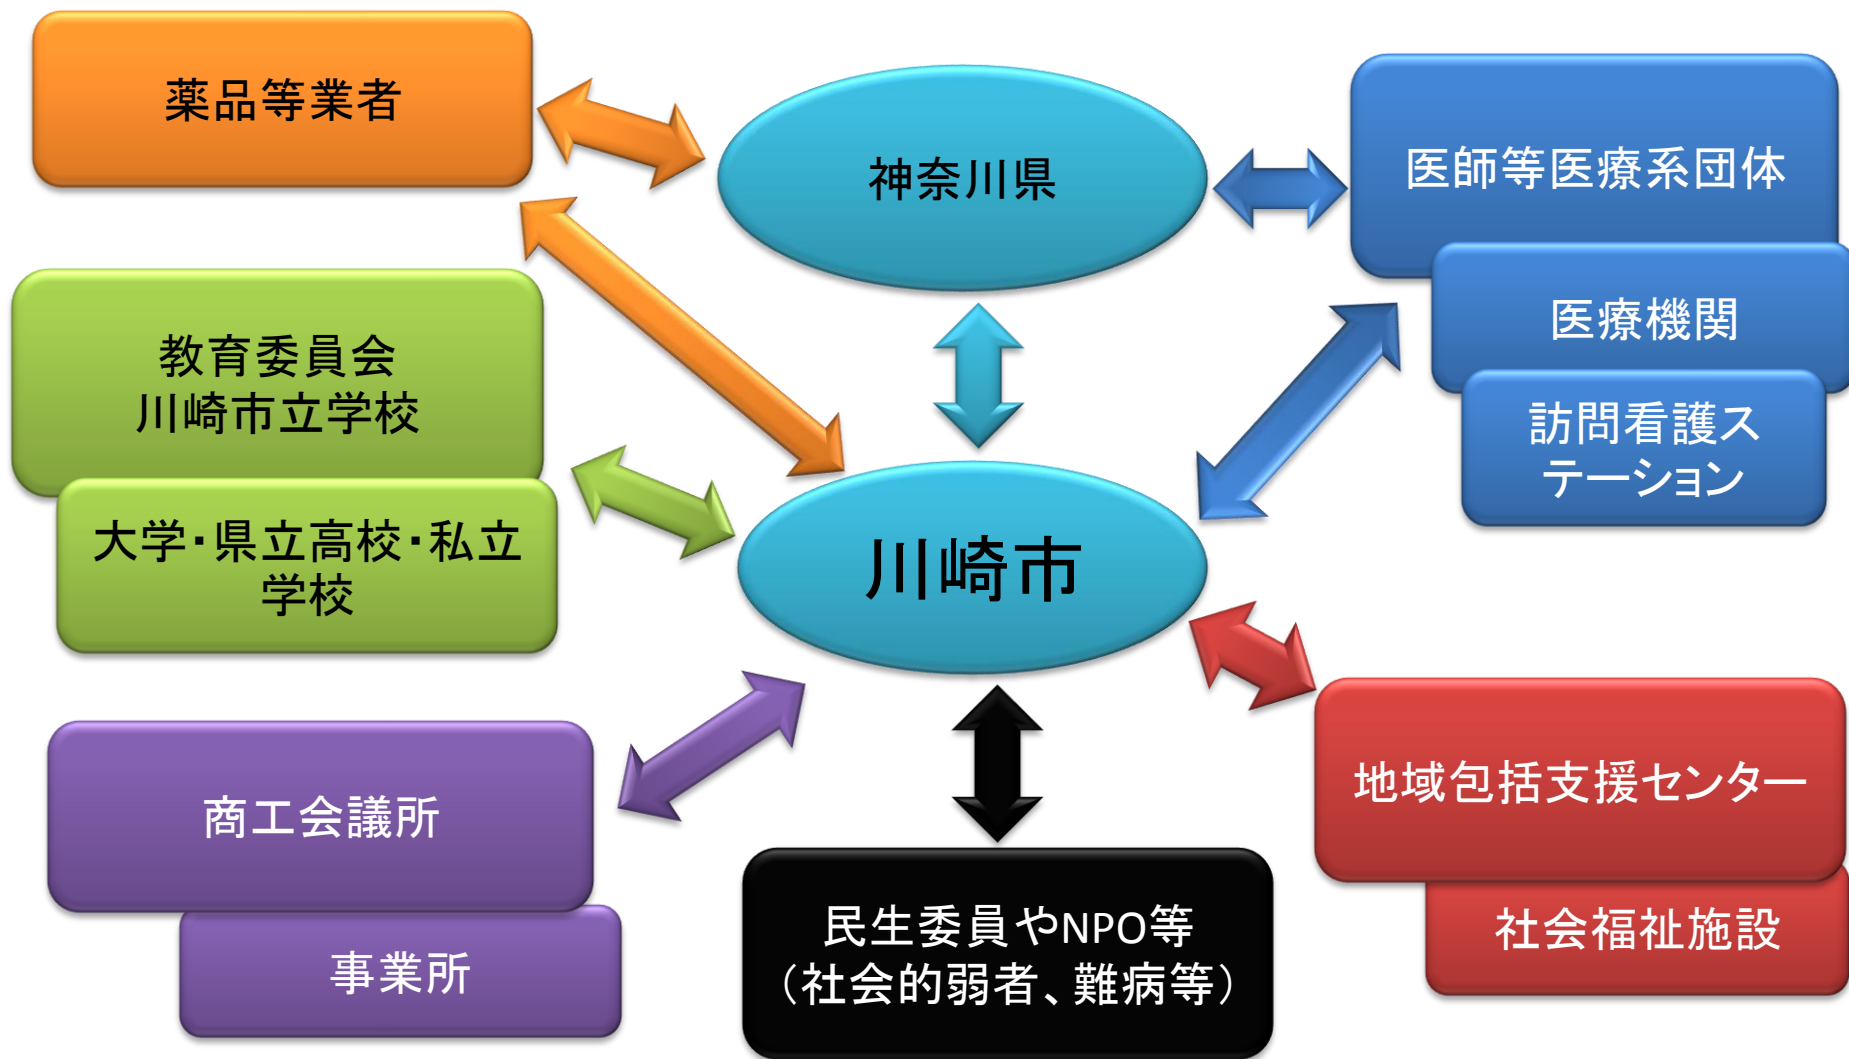 薬品等業者
神奈川県
医師等医療系団体
医療機関
訪問看護ス
テーション
教育委員会
川崎市立学校
大学・県立高校・私立
学校
川崎市
商工会議所
事業所
民生委員やNPO等
（社会的弱者、難病等）
地域包括支援センター
社会福祉施設